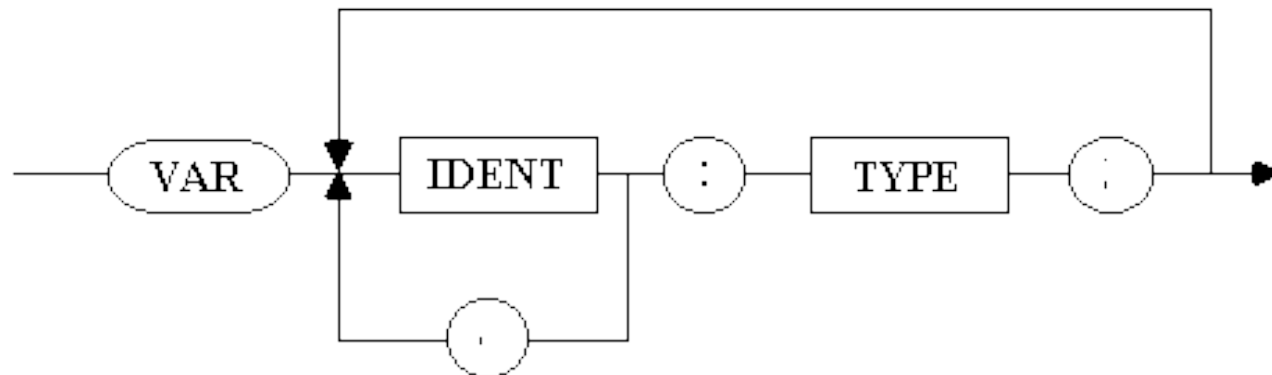 VAR IDENT : TYPE ;
,